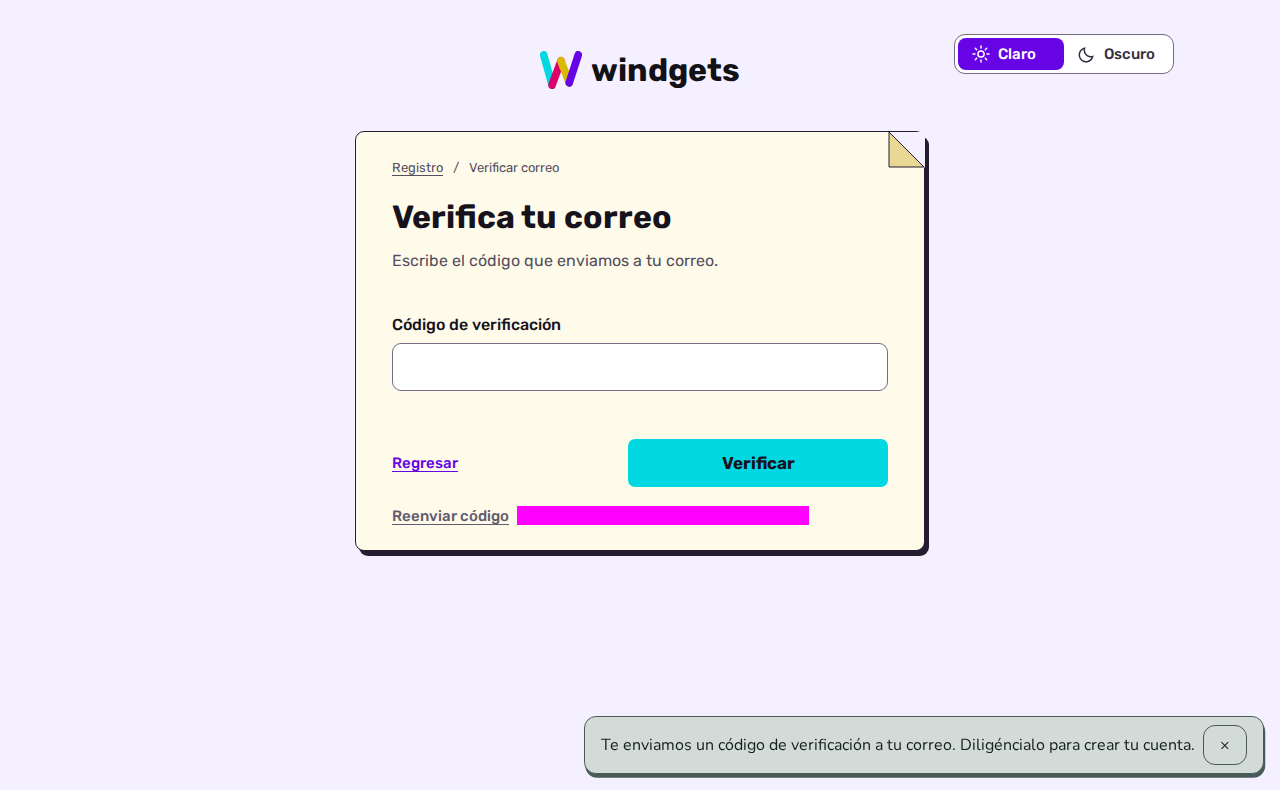 windgets
Claro
Oscuro
Registro / Verificar correo
Verifica tu correo
Escribe el código que enviamos a tu correo.
Código de verificación
Regresar
Verificar
Reenviar código
Te enviamos un código de verificación a tu correo. Diligéncialo para crear tu cuenta. ×